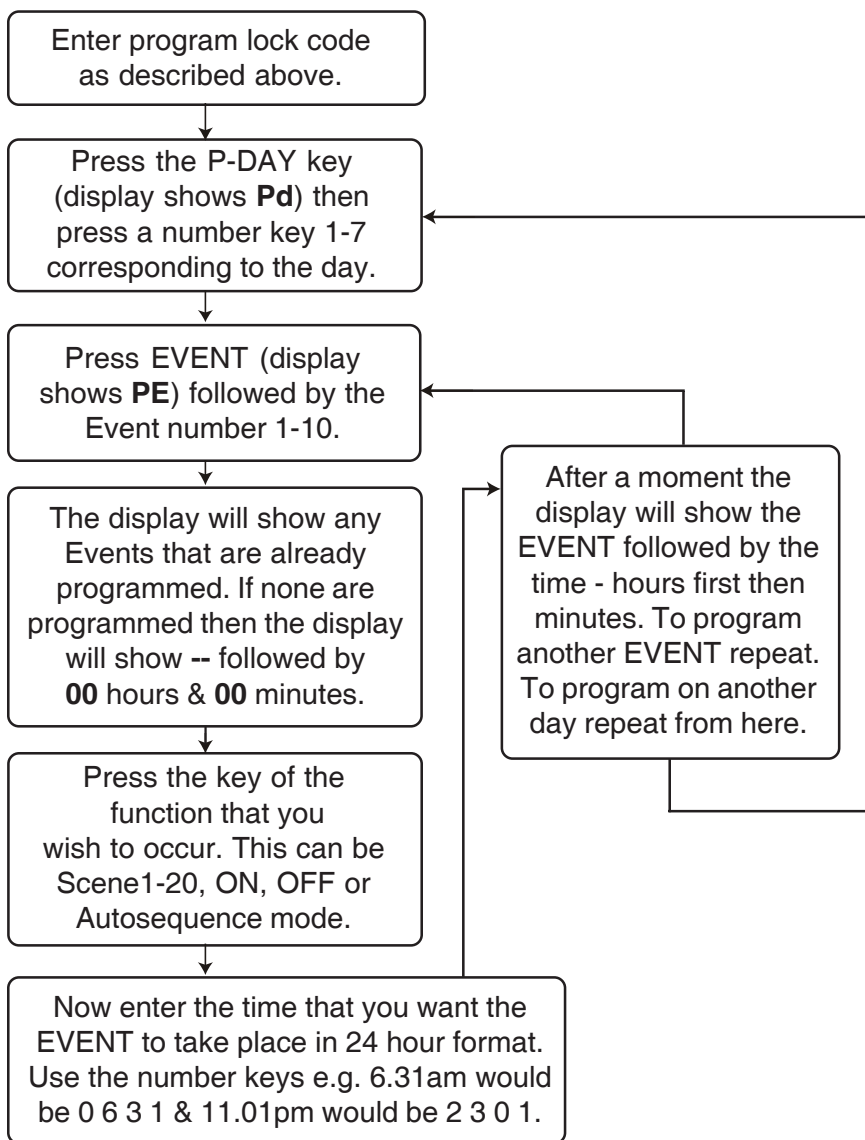 Enter program lock code
as described above.
Press the P-DAY key
(display shows Pd) then
press a number key 1-7
corresponding to the day.
Press EVENT (display
shows PE) followed by the
Event number 1-10.
The display will show any
Events that are already
programmed. If none are
programmed then the display
will show -- followed by
00 hours & 00 minutes.
Press the key of the
function that you
wish to occur. This can be
Scene1-20, ON, OFF or
Autosequence mode.
Now enter the time that you want the
EVENT to take place in 24 hour format.
Use the number keys e.g. 6.31am would
be 0 6 3 1 & 11.01pm would be 2 3 0 1.
After a moment the
display will show the
EVENT followed by the
time - hours first then
minutes. To program
another EVENT repeat.
To program on another
day repeat from here.